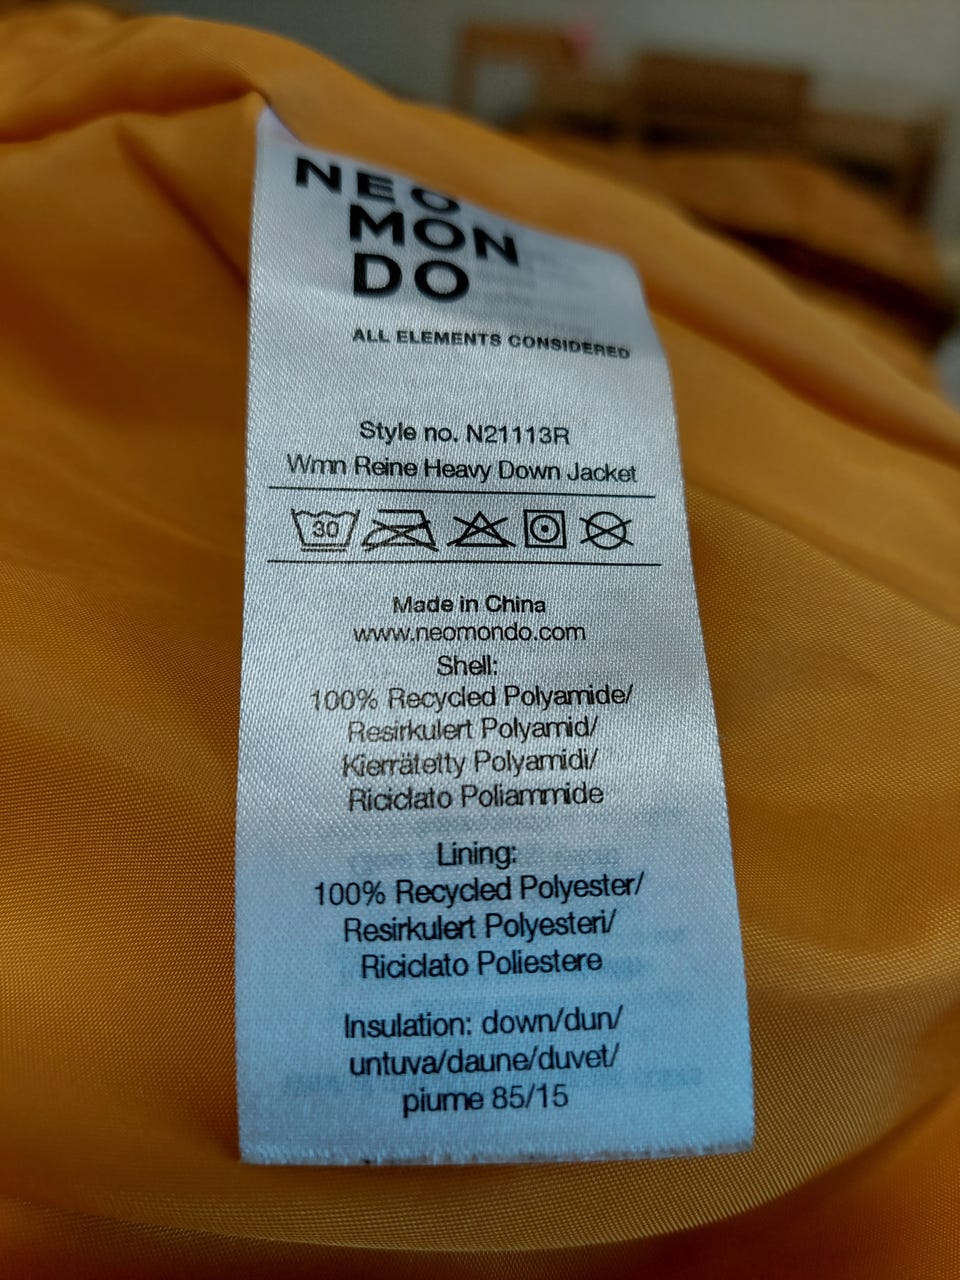 NEO
MON
DO
ALL ELEMENTS CONSIDERED
Style no. N21113R
Wmn Reine Heavy Down Jacket
30
Made in China
www.neomondo.com
Shell:
100% Recycled Polyamide/
Resirkulert Polyamid/
Kierrätetty Polyamidi/
Riciclato Poliammide
Lining:
100% Recycled Polyester/
Resirkulert Polyesteri/
Riciclato Poliestere
Insulation: down/dun/
untuva/daune/duvet/
piume 85/15